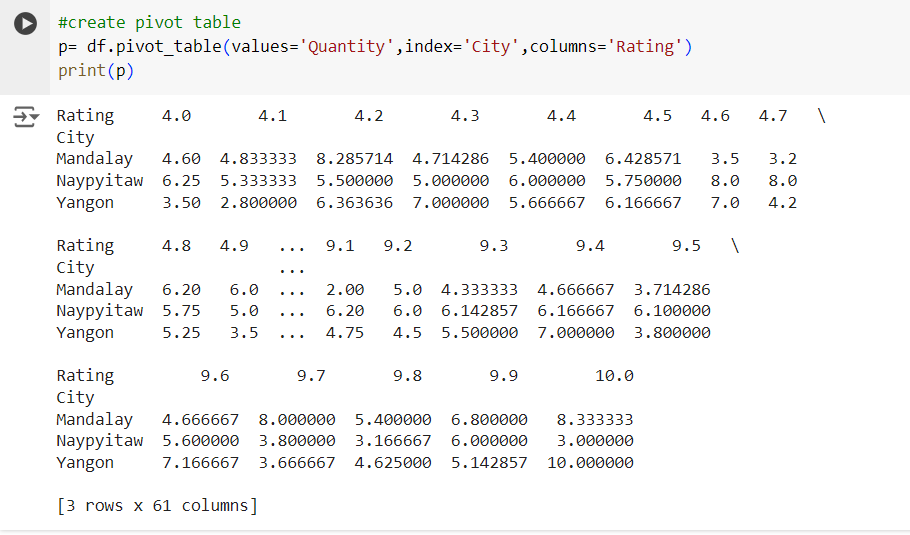 #create pivot table
p= df.pivot_table(values='Quantity',index='City',columns='Rating')
print(p)
Rating     4.0       4.1       4.2       4.3       4.4       4.5  4.6   4.7   \
City
Mandalay   4.60  4.833333  8.285714  4.714286  5.400000  6.428571   3.5   3.2
Naypyitaw  6.25  5.333333  5.500000  5.000000  6.000000  5.750000   8.0   8.0
Yangon     3.50  2.800000  6.363636  7.000000  5.666667  6.166667   7.0   4.2
Rating     4.8   4.9   ...  9.1   9.2       9.3       9.4       9.5   \
City                   ...
Mandalay   6.20   6.0  ...  2.00   5.0  4.333333  4.666667  3.714286
Naypyitaw  5.75   5.0  ...  6.20   6.0  6.142857  6.166667  6.100000
Yangon     5.25   3.5  ...  4.75   4.5  5.500000  7.000000  3.800000
Rating         9.6       9.7       9.8       9.9        10.0
City
Mandalay   4.666667  8.000000  5.400000  6.800000   8.333333
Naypyitaw  5.600000  3.800000  3.166667  6.000000   3.000000
Yangon     7.166667  3.666667  4.625000  5.142857  10.000000
[3 rows x 61 columns]